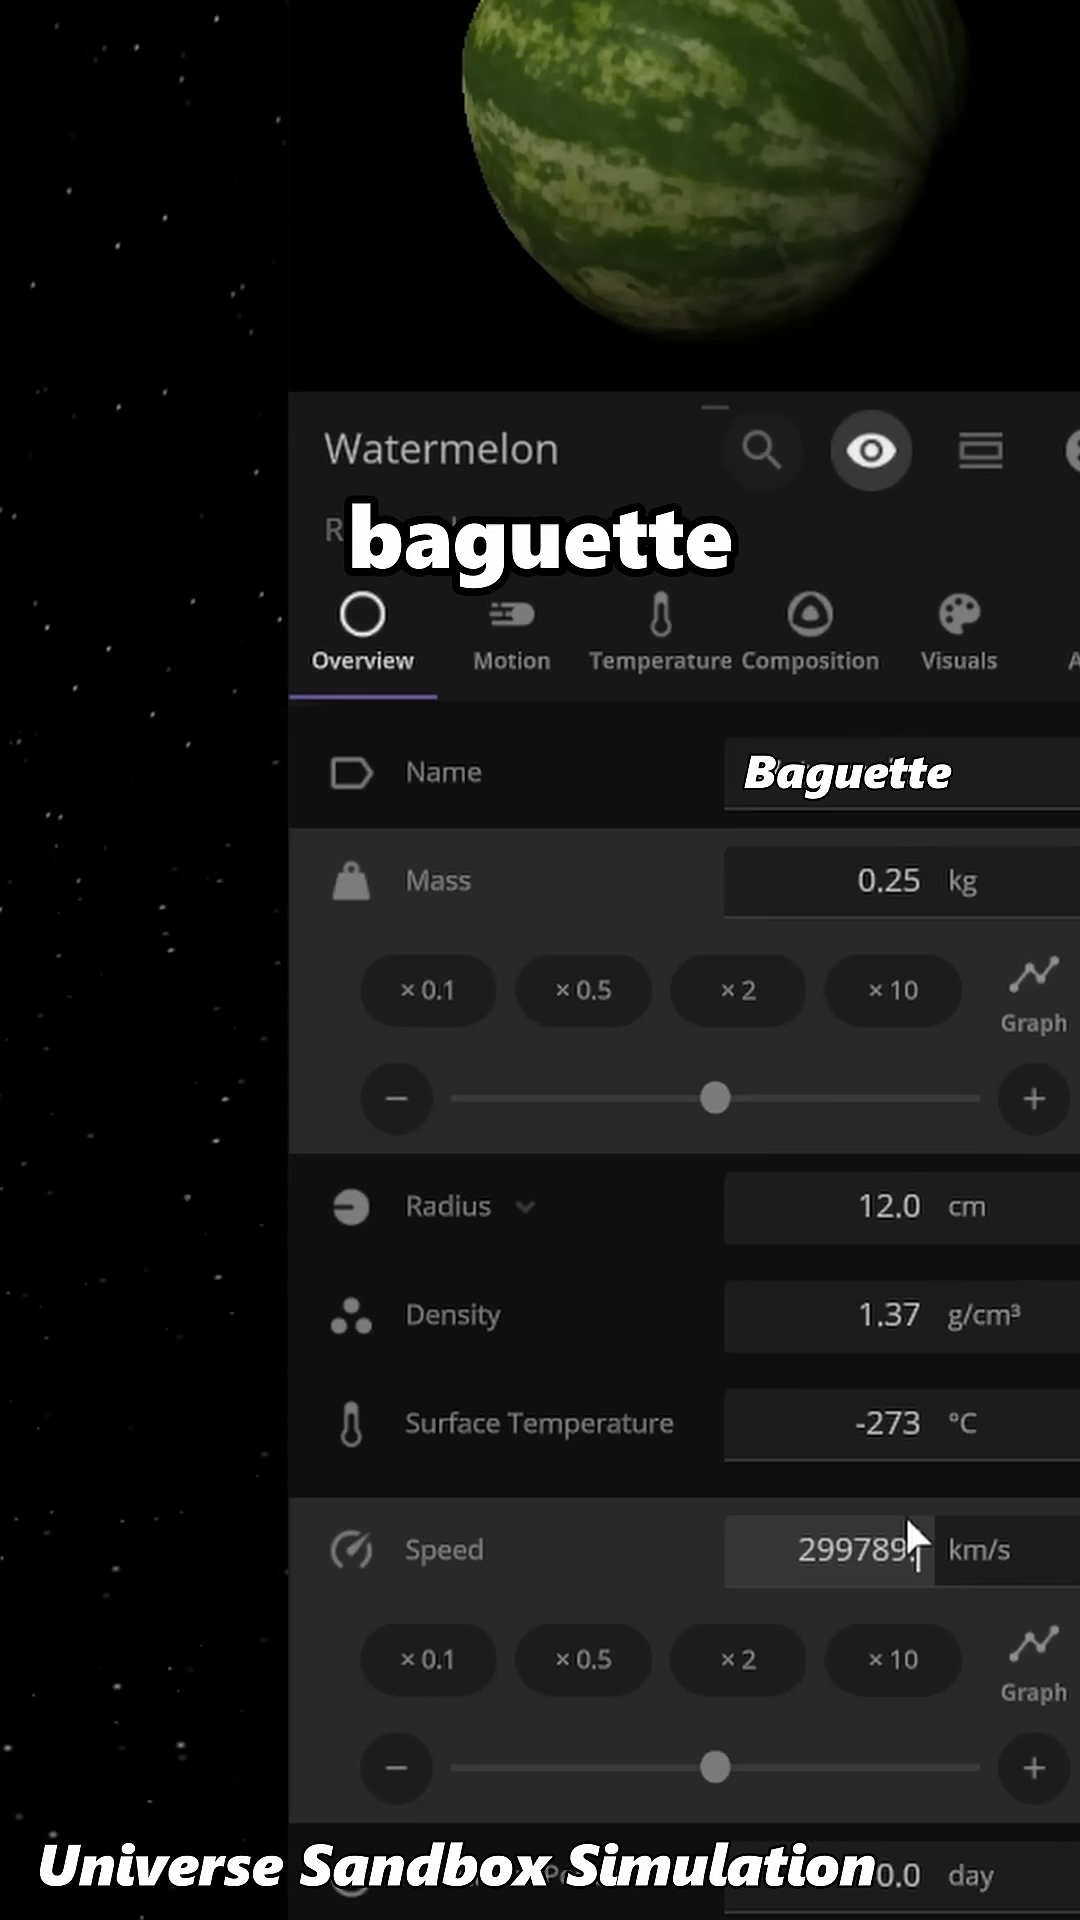 Watermelon
baguette
Overview
Motion
Temperature
Composition
Visuals
Name
Baguette
Mass
0.25 kg
× 0.1
× 0.5
× 2
× 10
Graph
Radius
12.0 cm
Density
1.37 g/cm³
Surface Temperature
-273 °C
Speed
299789. km/s
× 0.1
× 0.5
× 2
× 10
Graph
Universe Sandbox Simulation
0.0 day